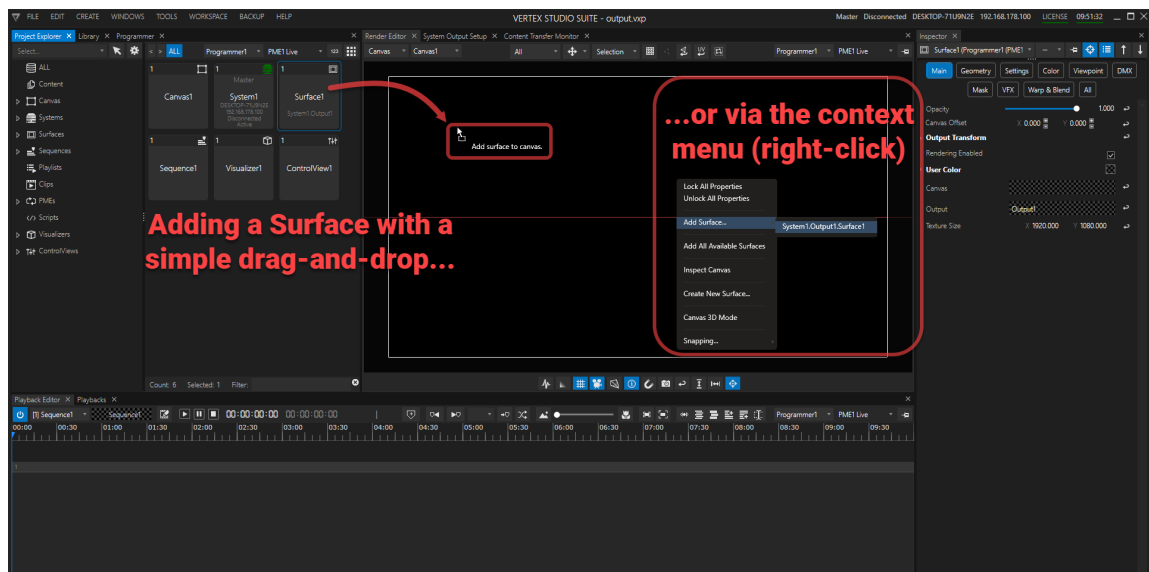 FILE EDIT CREATE WINDOWS TOOLS WORKSPACE BACKUP HELP
VERTEX STUDIO SUITE - output.vxp
Master Disconnected DESKTOP-71U9N2E 192.168.178.100 LICENSE 09:51:32
Project Explorer Library Programmer
Render Editor System Output Setup Content Transfer Monitor
Inspector
Select...
ALL Programmer1 PME1 Live
Canvas Canvas1 All Selection Programmer1 PME1 Live
Surface1 (Programmer1 (PME1
ALL
Content
Canvas
Systems
Surfaces
Sequences
Playlists
Clips
PMEs
Scripts
Visualizers
ControlViews
1
Canvas1
1
Master
System1
DESKTOP-71U9N2E
192.168.178.100
Disconnected
Active
1
Surface1
System1.Output1
1
Sequence1
1
Visualizer1
1
ControlView1
Count: 6 Selected: 1 Filter:
Adding a Surface with a
simple drag-and-drop...
Add surface to canvas.
...or via the context
menu (right-click)
Lock All Properties
Unlock All Properties
Add Surface...
System1.Output1.Surface1
Add All Available Surfaces
Inspect Canvas
Create New Surface...
Canvas 3D Mode
Snapping...
Main Geometry Settings Color Viewpoint DMX
Mask VFX Warp & Blend All
Opacity 1.000
Canvas Offset X 0.000 Y 0.000
Output Transform
Rendering Enabled
User Color
Canvas
Output Output1
Texture Size X 1920.000 Y 1080.000
Playback Editor Playbacks
[1] Sequence1 Sequence1 00:00:00:00 00:00:00:00 Programmer1 PME1 Live
00:00 00:30 01:00 01:30 02:00 02:30 03:00 03:30 04:00 04:30 05:00 05:30 06:00 06:30 07:00 07:30 08:00 08:30 09:00 09:30
1